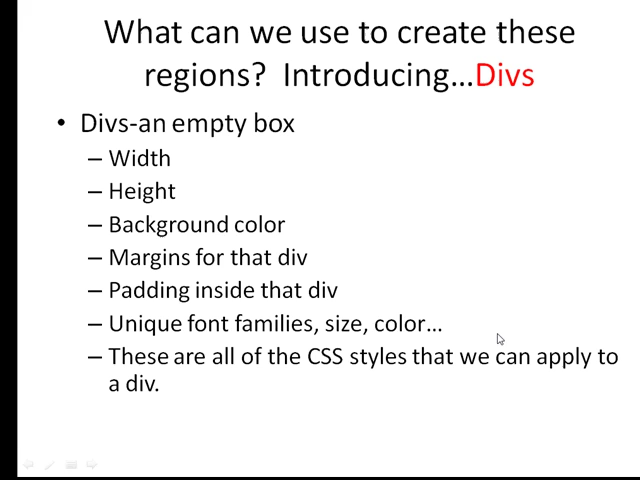 What can we use to create these
regions?  Introducing…Divs
• Divs-an empty box
– Width
– Height
– Background color
– Margins for that div
– Padding inside that div
– Unique font families, size, color…
– These are all of the CSS styles that we can apply to
a div.